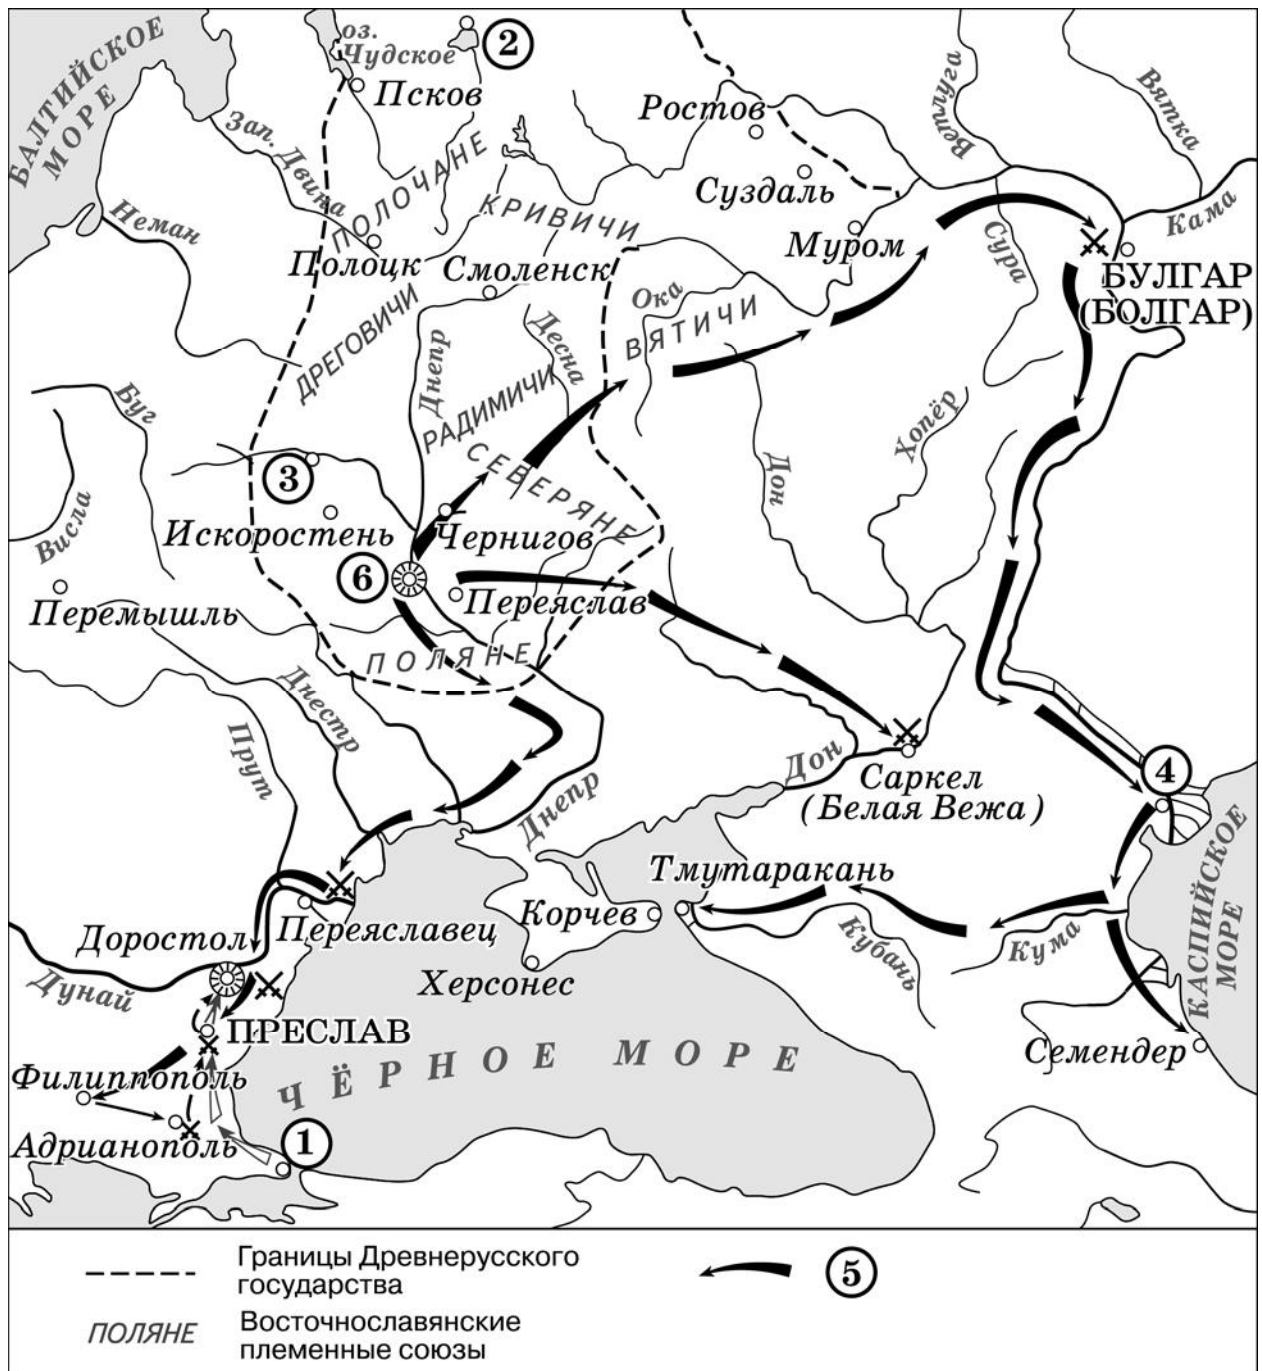 БАЛТИЙСКОЕ
МОРЕ
оз.
Чудское
2
Псков
Зап. Двина
ПОЛОЧАНЕ
КРИВИЧИ
Ростов
Суздаль
Муром
Ветлуга
Вятка
Кама
Сура
БУЛГАР
(БОЛГАР)
Неман
Полоцк
Смоленск
Ока
ВЯТИЧИ
ДРЕГОВИЧИ
Днепр
Десна
РАДИМИЧИ
СЕВЕРЯНЕ
Дон
Хопёр
Буг
Висла
3
Искоростень
Чернигов
6
Переяслав
Перемышль
ПОЛЯНЕ
Днестр
Прут
Днепр
Дон
Саркел
(Белая Вежа)
4
КАСПИЙСКОЕ
МОРЕ
Тмутаракань
Корчев
Херсонес
Кубань
Кума
Семендер
Доростол
Переяславец
Дунай
ПРЕСЛАВ
Филиппополь
Адрианополь
1
ЧЁРНОЕ МОРЕ
Границы Древнерусского
государства
5
ПОЛЯНЕ
Восточнославянские
племенные союзы